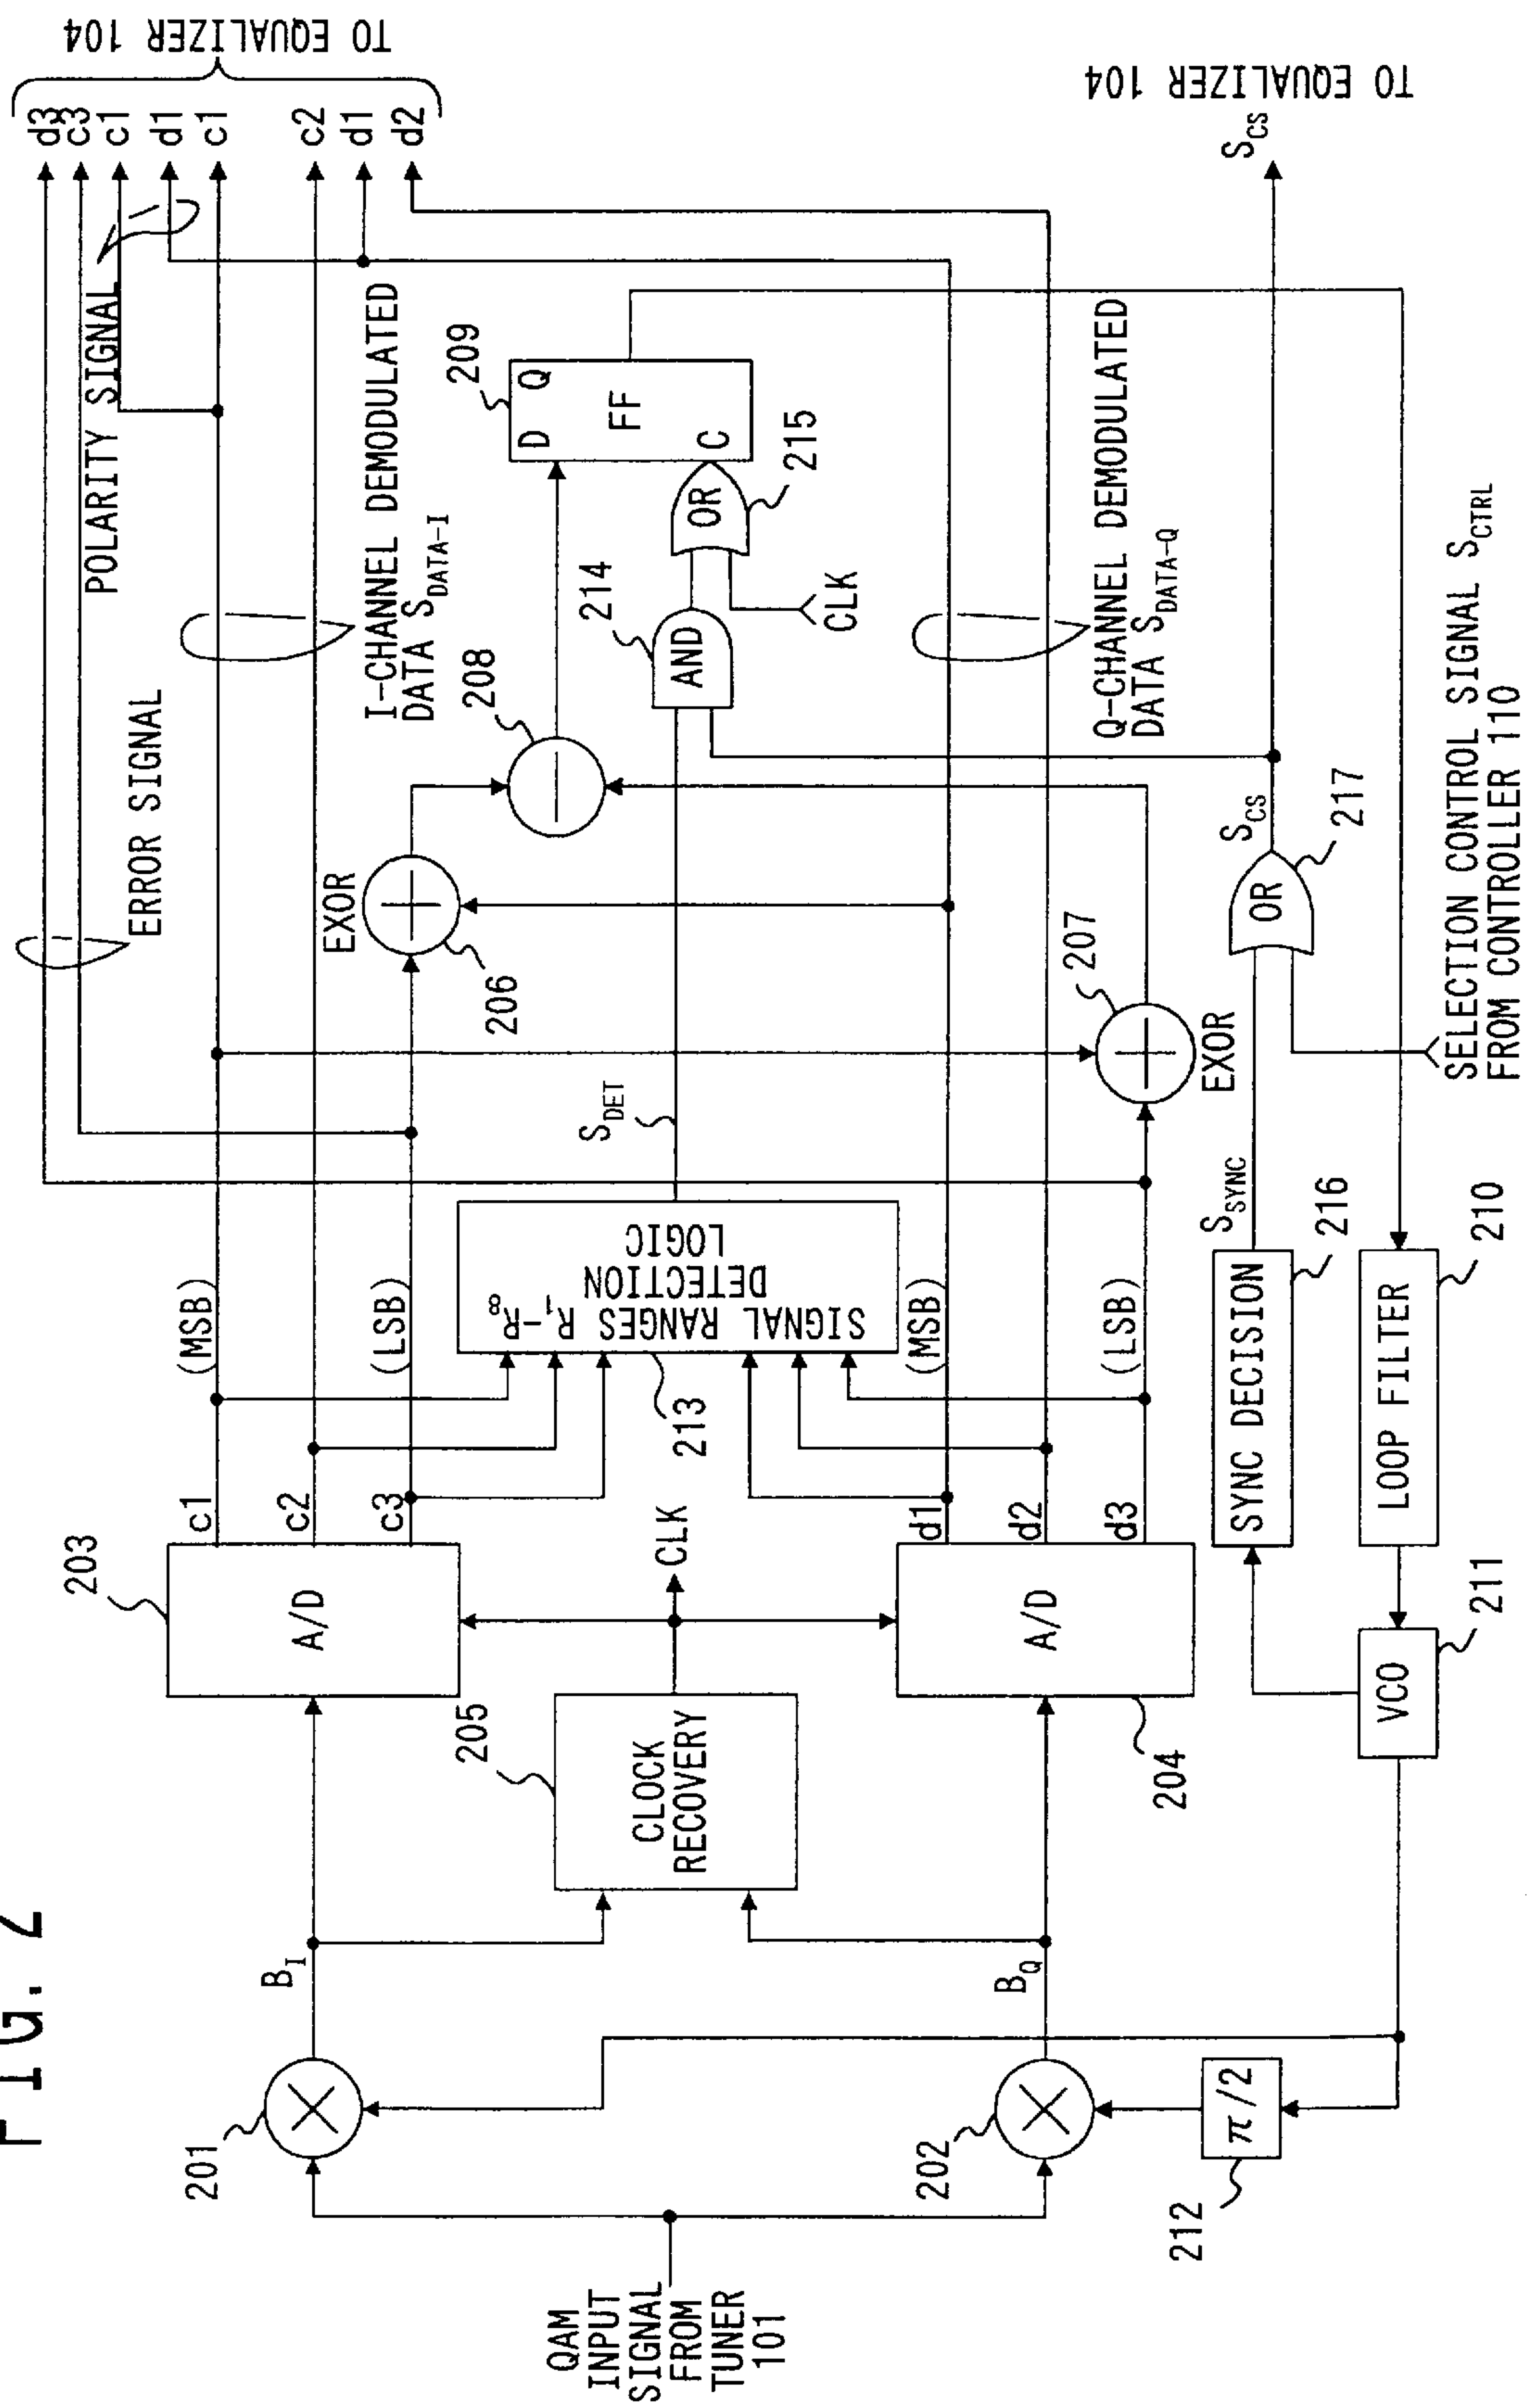 FIG. 2
QAM
INPUT
SIGNAL
FROM
TUNER
101
201
202
212
π/2
B_I
B_Q
205
CLOCK
RECOVERY
CLK
203
A/D
204
A/D
VCO
211
LOOP FILTER
210
SYNC DECISION
216
S_SYNC
c1
(MSB)
c2
c3
(LSB)
d1
(MSB)
d2
d3
(LSB)
213
SIGNAL RANGES R_1-R_8
DETECTION
LOGIC
S_DET
206
EXOR
207
EXOR
208
OR
217
S_CS
SELECTION CONTROL SIGNAL S_CTRL
FROM CONTROLLER 110
AND
214
OR
215
CLK
209
D Q
FF
C
ERROR SIGNAL
POLARITY SIGNAL
I-CHANNEL DEMODULATED
DATA S_DATA-I
Q-CHANNEL DEMODULATED
DATA S_DATA-Q
d3
c3
c1
d1
c1
c2
d1
d2
TO EQUALIZER 104
S_CS
TO EQUALIZER 104